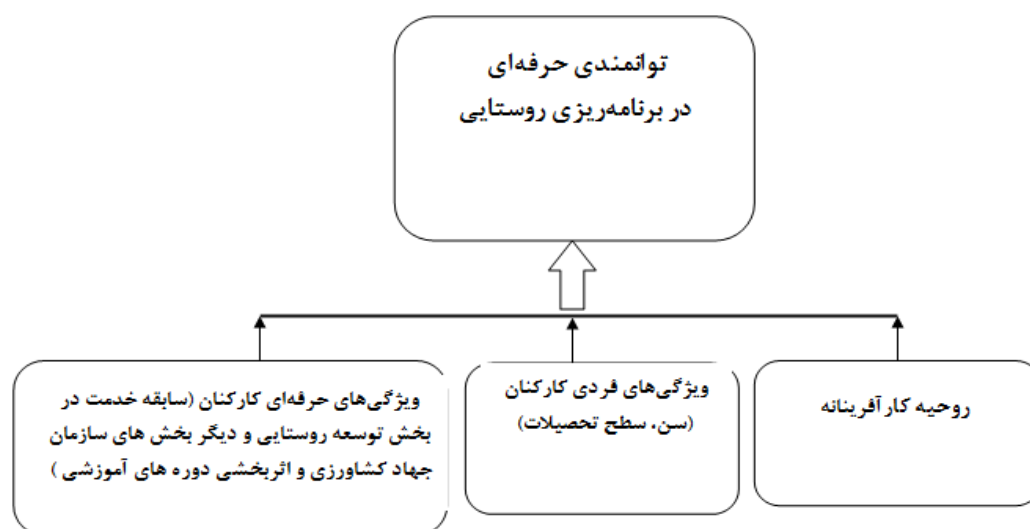 توانمندی حرفه‌ای
در برنامه‌ریزی روستایی
روحیه کارآفرینانه
ویژگی‌های فردی کارکنان
(سن، سطح تحصیلات)
ویژگی‌های حرفه‌ای کارکنان (سابقه خدمت در
بخش توسعه روستایی و دیگر بخش های سازمان
جهاد کشاورزی و اثربخشی دوره های آموزشی )